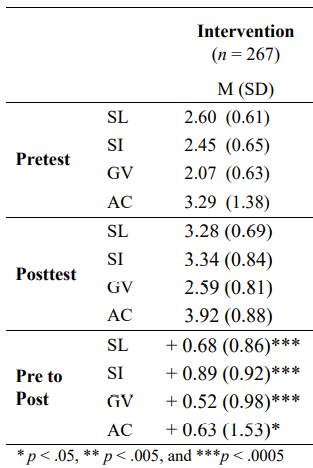 Intervention
(n = 267)
M (SD)
Pretest
SL 2.60 (0.61)
SI 2.45 (0.65)
GV 2.07 (0.63)
AC 3.29 (1.38)
Posttest
SL 3.28 (0.69)
SI 3.34 (0.84)
GV 2.59 (0.81)
AC 3.92 (0.88)
Pre to
Post
SL + 0.68 (0.86)***
SI + 0.89 (0.92)***
GV + 0.52 (0.98)***
AC + 0.63 (1.53)*
* p < .05, ** p < .005, and ***p < .0005